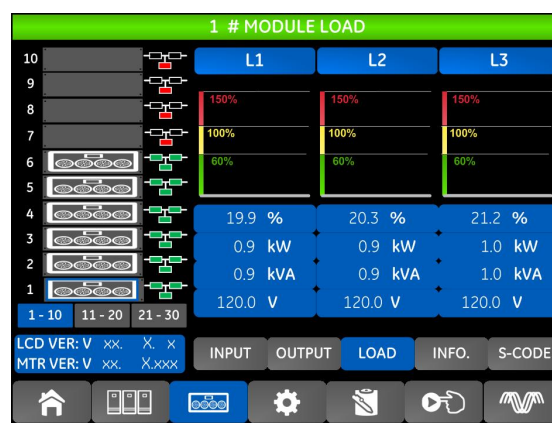 1 # MODULE LOAD
10
9
8
7
6
5
4
3
2
1
1 - 10 11 - 20 21 - 30
LCD VER: V xx. X. x
MTR VER: V xx. X.xxx
L1 L2 L3
150% 150% 150%
100% 100% 100%
60% 60% 60%
19.9 % 20.3 % 21.2 %
0.9 kW 0.9 kW 1.0 kW
0.9 kVA 0.9 kVA 1.0 kVA
120.0 V 120.0 V 120.0 V
INPUT OUTPUT LOAD INFO. S-CODE